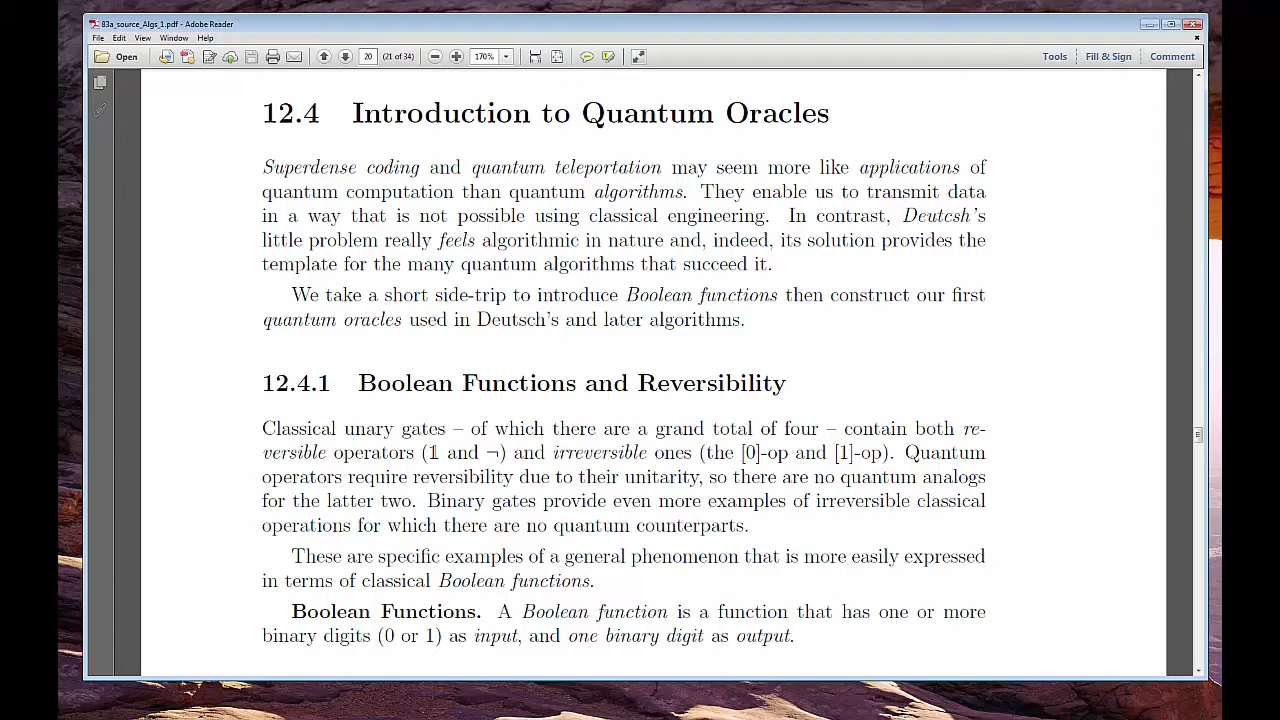 83a_source_Algs_1.pdf - Adobe Reader
File Edit View Window Help
Open 20 (21 of 34) 170% Tools Fill & Sign Comment
12.4 Introduction to Quantum Oracles
Superdense coding and quantum teleportation may seem more like applications of
quantum computation than quantum algorithms. They enable us to transmit data
in a way that is not possible using classical engineering. In contrast, Deutcsh's
little problem really feels algorithmic in nature and, indeed, its solution provides the
template for the many quantum algorithms that succeed it.
We take a short side-trip to introduce Boolean functions then construct our first
quantum oracles used in Deutsch's and later algorithms.
12.4.1 Boolean Functions and Reversibility
Classical unary gates – of which there are a grand total of four – contain both re-
versible operators (𝟙 and ¬) and irreversible ones (the [0]-op and [1]-op). Quantum
operators require reversibility due to their unitarity, so there are no quantum analogs
for the latter two. Binary gates provide even more examples of irreversible classical
operations for which there are no quantum counterparts.
These are specific examples of a general phenomenon that is more easily expressed
in terms of classical Boolean functions.
Boolean Functions. A Boolean function is a function that has one or more
binary digits (0 or 1) as input, and one binary digit as output.